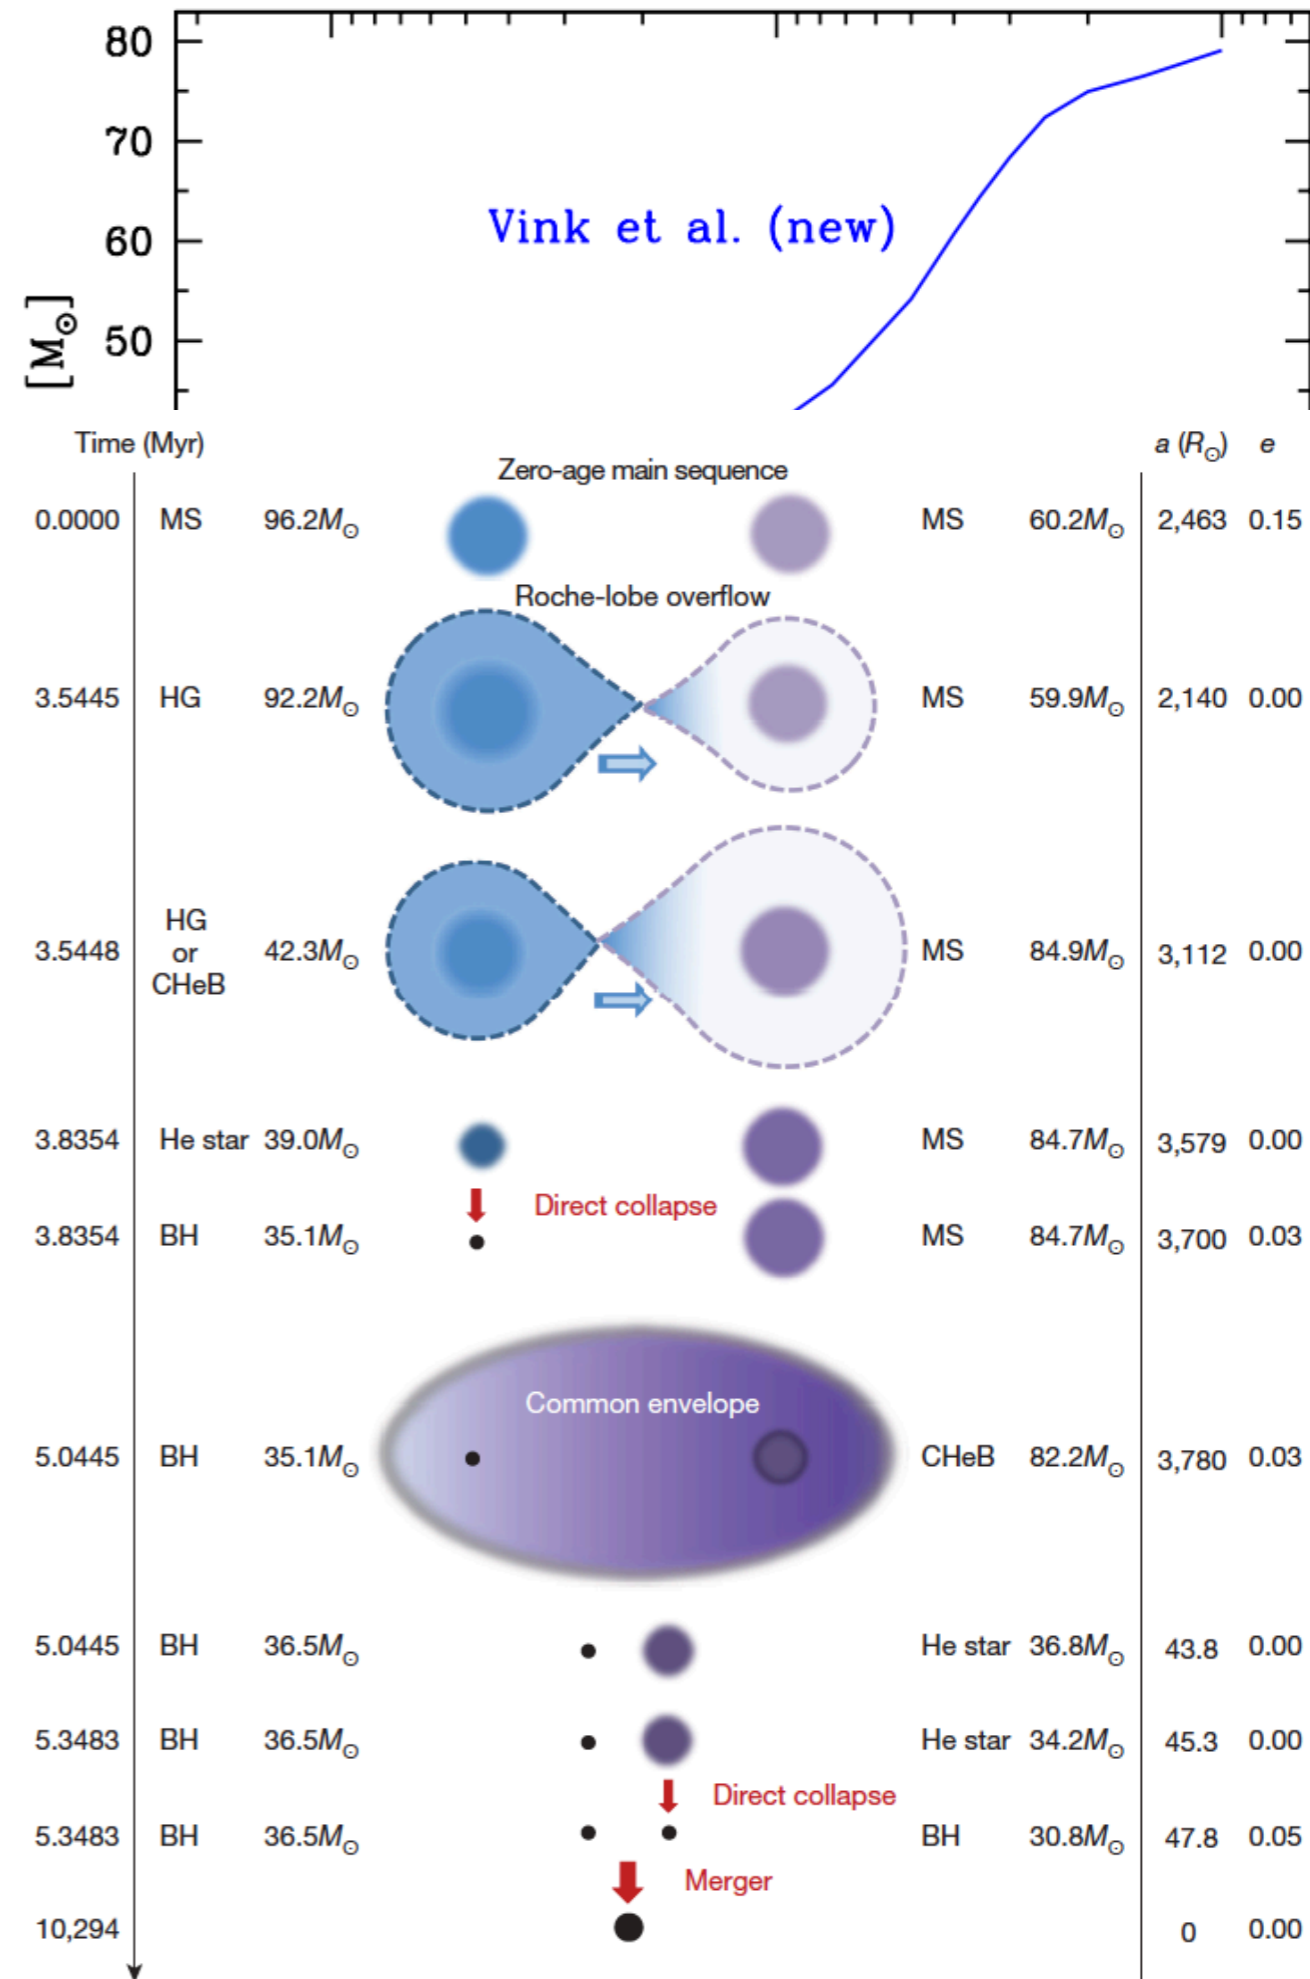 80
70
Vink et al. (new)
60
[M☉]
50
Time (Myr)
a (R☉) e
Zero-age main sequence
0.0000 MS 96.2M☉ MS 60.2M☉ 2,463 0.15
Roche-lobe overflow
3.5445 HG 92.2M☉ MS 59.9M☉ 2,140 0.00
HG
or
CHeB
3.5448 42.3M☉ MS 84.9M☉ 3,112 0.00
3.8354 He star 39.0M☉ MS 84.7M☉ 3,579 0.00
Direct collapse
3.8354 BH 35.1M☉ MS 84.7M☉ 3,700 0.03
Common envelope
5.0445 BH 35.1M☉ CHeB 82.2M☉ 3,780 0.03
5.0445 BH 36.5M☉ He star 36.8M☉ 43.8 0.00
5.3483 BH 36.5M☉ He star 34.2M☉ 45.3 0.00
Direct collapse
5.3483 BH 36.5M☉ BH 30.8M☉ 47.8 0.05
Merger
10,294 0 0.00